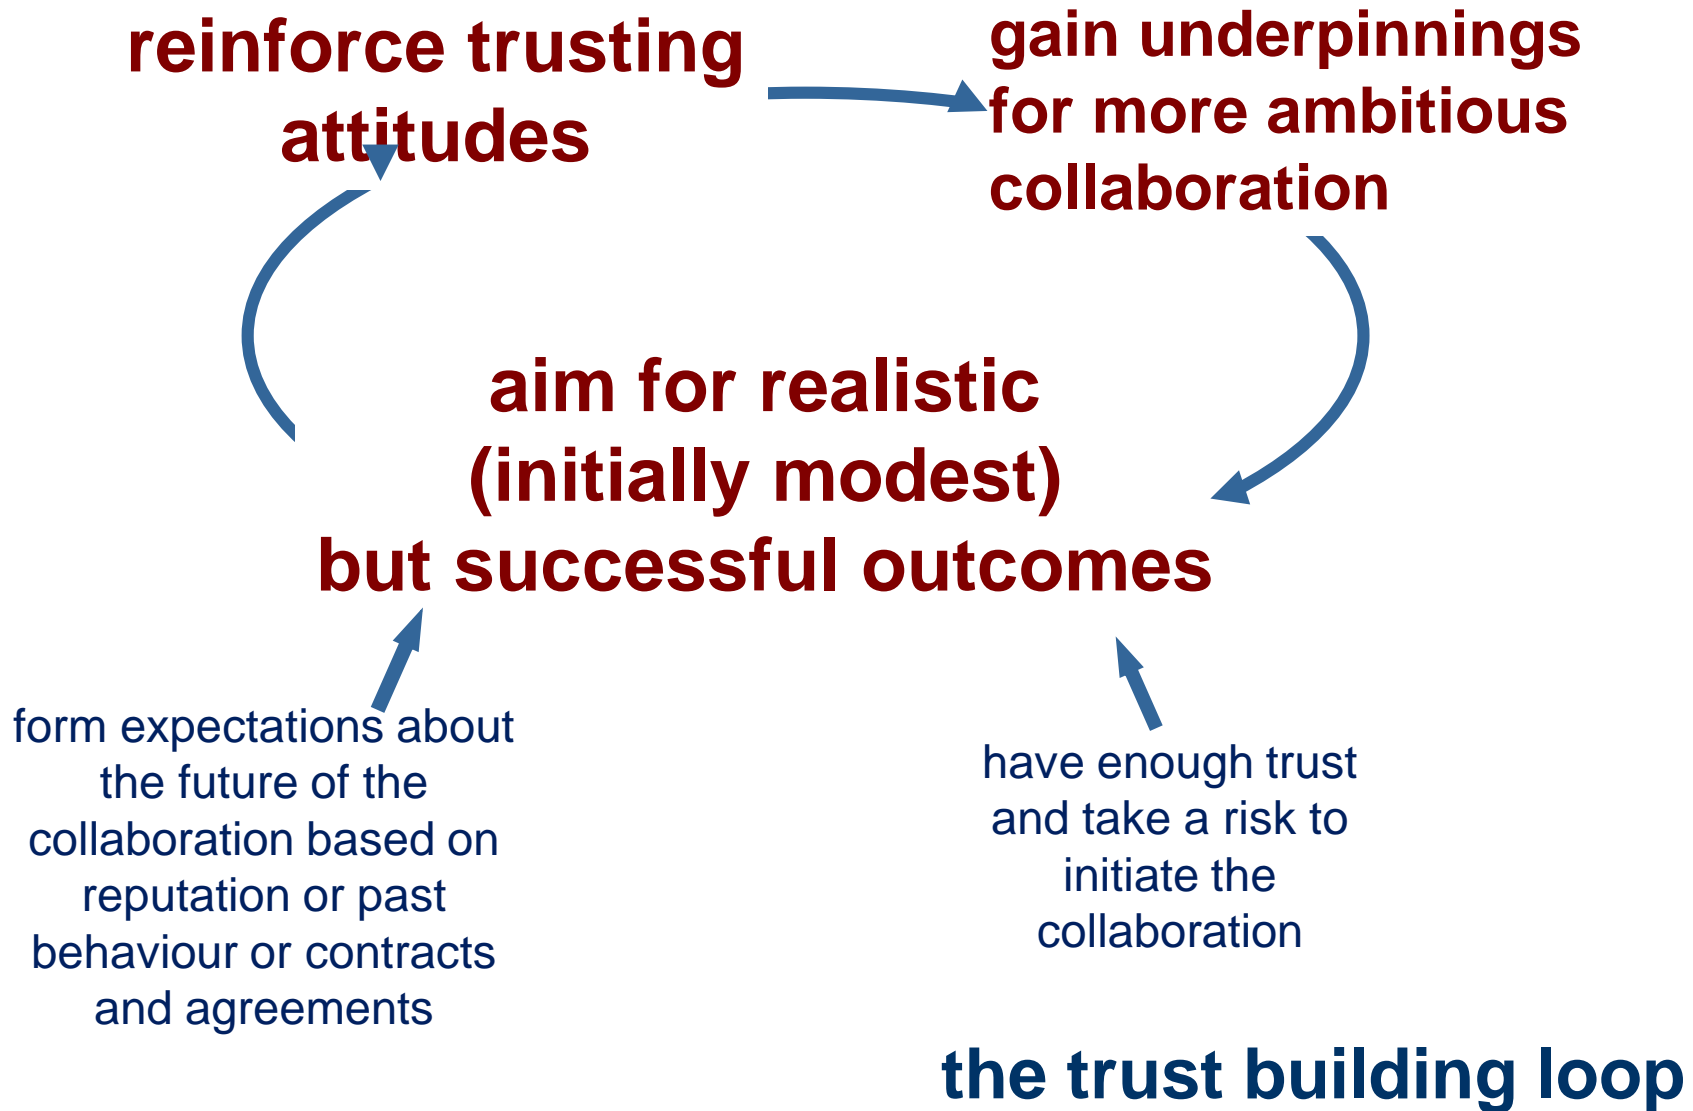 reinforce trusting
attitudes
gain underpinnings
for more ambitious
collaboration
aim for realistic
(initially modest)
but successful outcomes
form expectations about
the future of the
collaboration based on
reputation or past
behaviour or contracts
and agreements
have enough trust
and take a risk to
initiate the
collaboration
the trust building loop